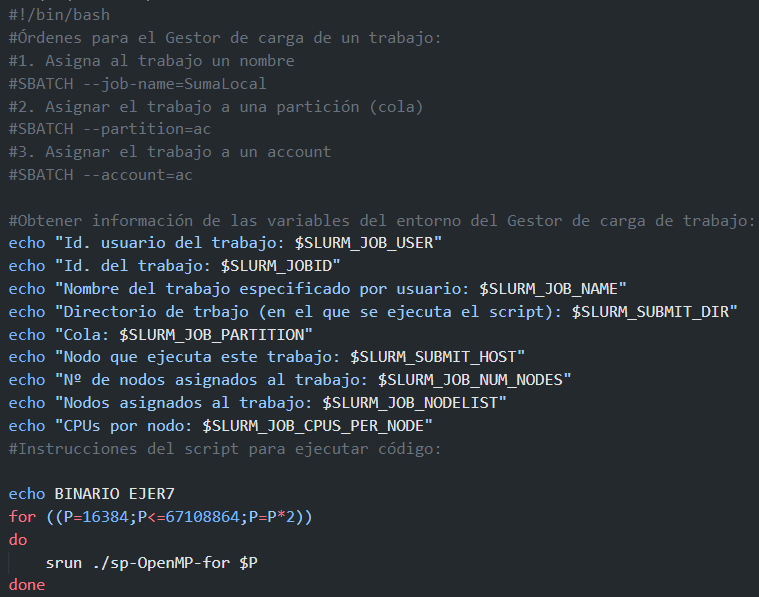 #!/bin/bash
#Órdenes para el Gestor de carga de un trabajo:
#1. Asigna al trabajo un nombre
#SBATCH --job-name=SumaLocal
#2. Asignar el trabajo a una partición (cola)
#SBATCH --partition=ac
#3. Asignar el trabajo a un account
#SBATCH --account=ac

#Obtener información de las variables del entorno del Gestor de carga de trabajo:
echo "Id. usuario del trabajo: $SLURM_JOB_USER"
echo "Id. del trabajo: $SLURM_JOBID"
echo "Nombre del trabajo especificado por usuario: $SLURM_JOB_NAME"
echo "Directorio de trbajo (en el que se ejecuta el script): $SLURM_SUBMIT_DIR"
echo "Cola: $SLURM_JOB_PARTITION"
echo "Nodo que ejecuta este trabajo: $SLURM_SUBMIT_HOST"
echo "Nº de nodos asignados al trabajo: $SLURM_JOB_NUM_NODES"
echo "Nodos asignados al trabajo: $SLURM_JOB_NODELIST"
echo "CPUs por nodo: $SLURM_JOB_CPUS_PER_NODE"
#Instrucciones del script para ejecutar código:

echo BINARIO EJER7
for ((P=16384;P<=67108864;P=P*2))
do
    srun ./sp-OpenMP-for $P
done